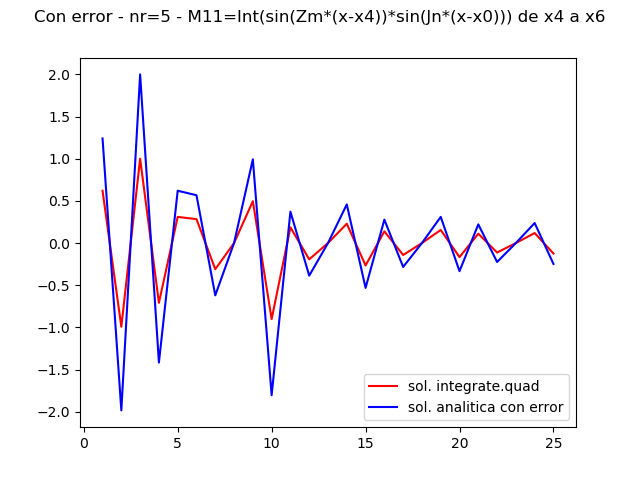 Con error - nr=5 - M11=Int(sin(Zm*(x-x4))*sin(Jn*(x-x0))) de x4 a x6
2.0
1.5
1.0
0.5
0.0
−0.5
−1.0
−1.5
−2.0
sol. integrate.quad
sol. analitica con error
0 5 10 15 20 25